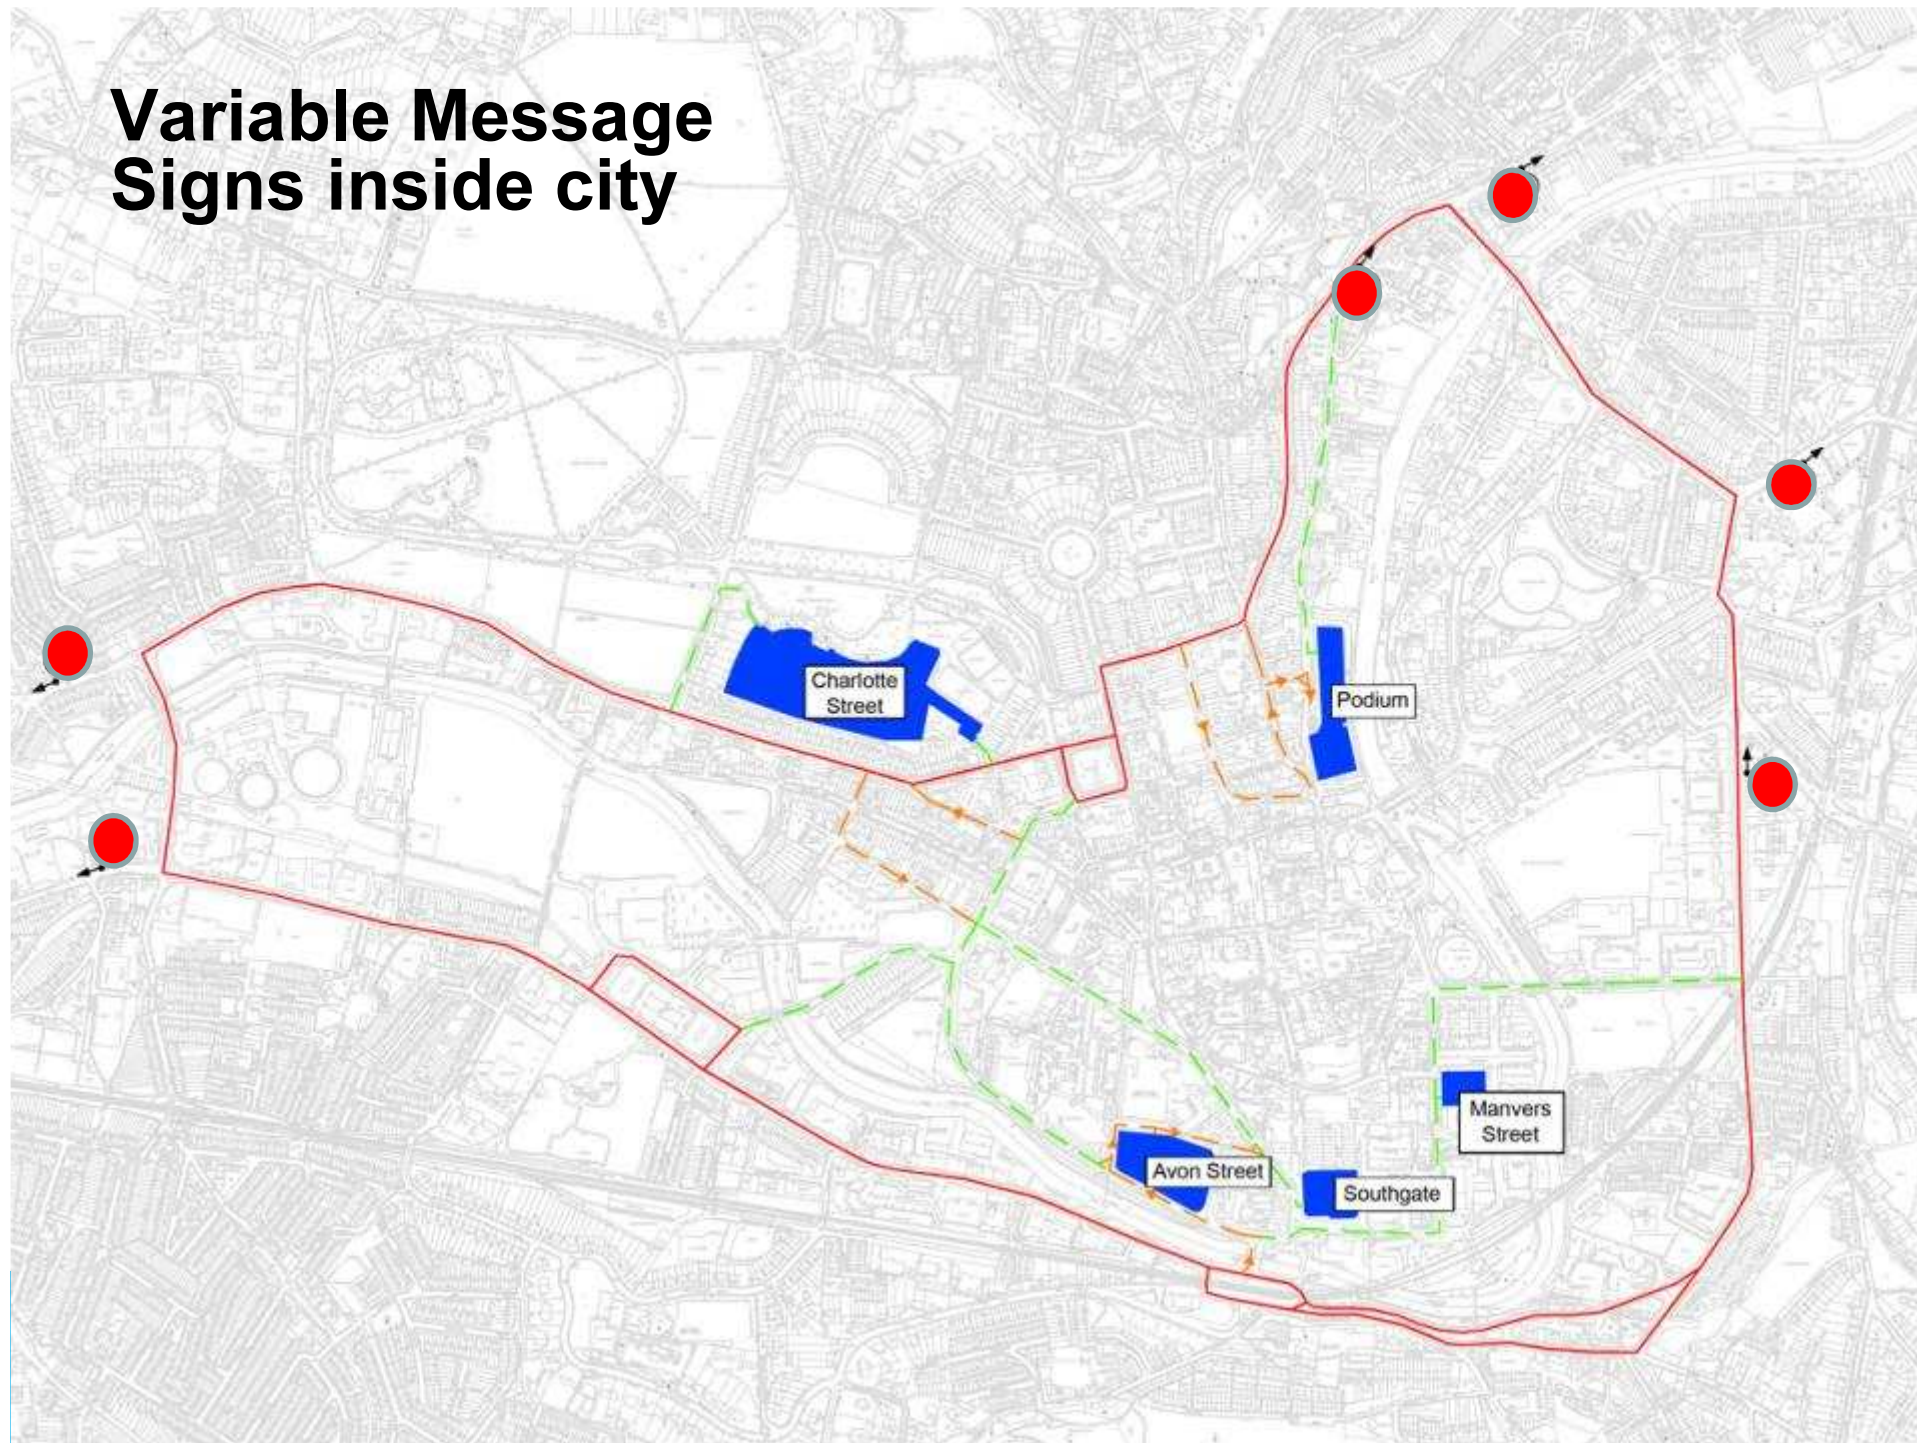 Variable Message
Signs inside city
Charlotte
Street
Podium
Manvers
Street
Avon Street
Southgate